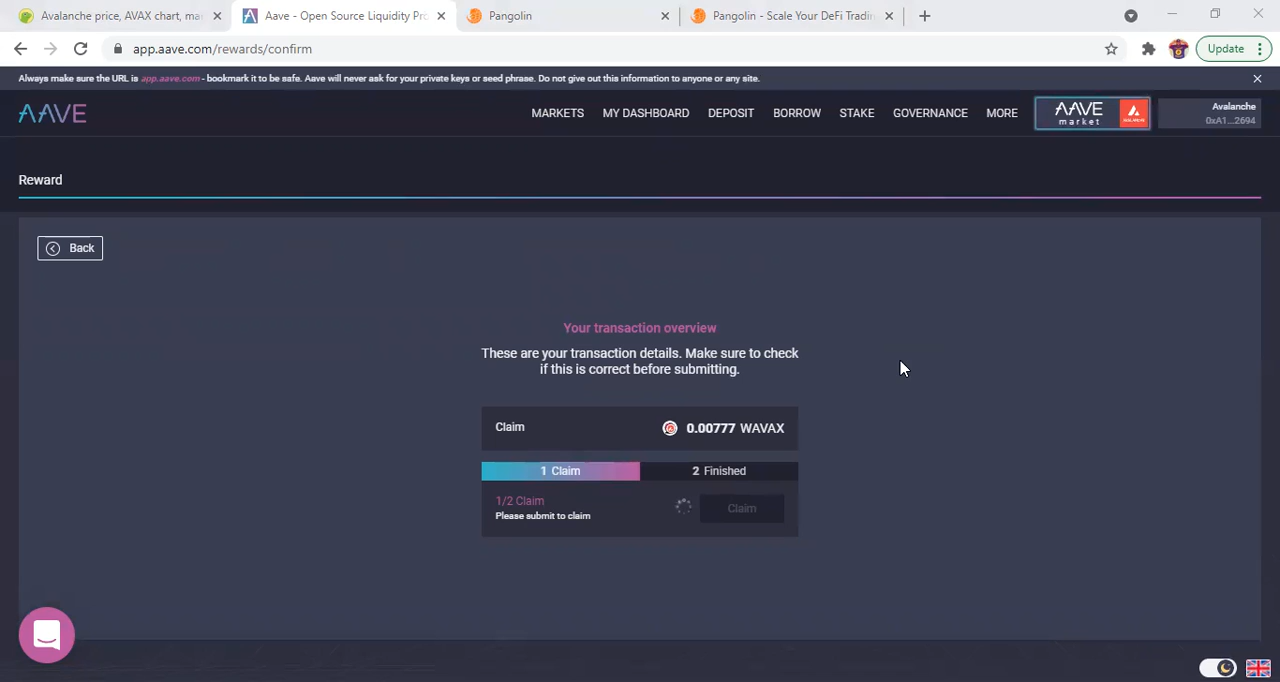 Avalanche price, AVAX chart, ma
Aave - Open Source Liquidity Pro
Pangolin
Pangolin - Scale Your DeFi Tradin
app.aave.com/rewards/confirm
Update
Always make sure the URL is app.aave.com - bookmark it to be safe. Aave will never ask for your private keys or seed phrase. Do not give out this information to anyone or any site.
AAVE
MARKETS
MY DASHBOARD
DEPOSIT
BORROW
STAKE
GOVERNANCE
MORE
AAVE
market
Avalanche
0xA1...2694
Reward
Back
Your transaction overview
These are your transaction details. Make sure to check
if this is correct before submitting.
Claim
0.00777 WAVAX
1 Claim
2 Finished
1/2 Claim
Please submit to claim
Claim